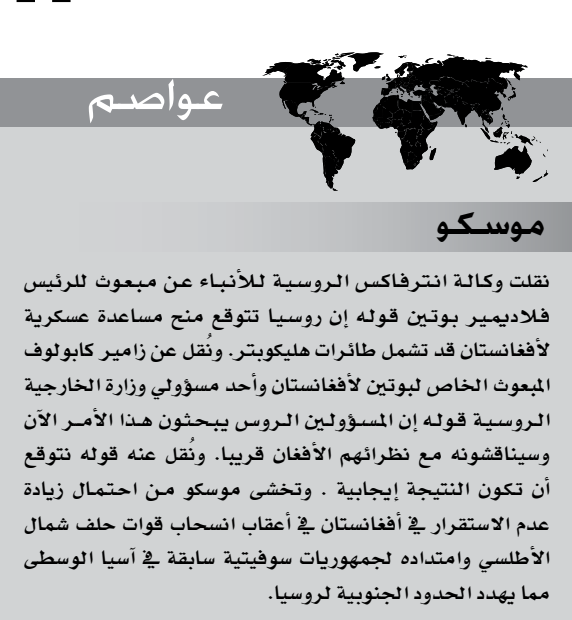 عواصم
موسكو
نقلت وكالة انترفاكس الروسية للأنباء عن مبعوث للرئيس
فلاديمير بوتين قوله إن روسيا تتوقع منح مساعدة عسكرية
لأفغانستان قد تشمل طائرات هليكوبتر. ونُقل عن زامير كابولوف
المبعوث الخاص لبوتين لأفغانستان وأحد مسؤولي وزارة الخارجية
الروسية قوله إن المسؤولين الروس يبحثون هذا الأمر الآن
وسيناقشونه مع نظرائهم الأفغان قريبا. ونُقل عنه قوله نتوقع
أن تكون النتيجة إيجابية . وتخشى موسكو من احتمال زيادة
عدم الاستقرار في أفغانستان في أعقاب انسحاب قوات حلف شمال
الأطلسي وامتداده لجمهوريات سوفيتية سابقة في آسيا الوسطى
مما يهدد الحدود الجنوبية لروسيا.